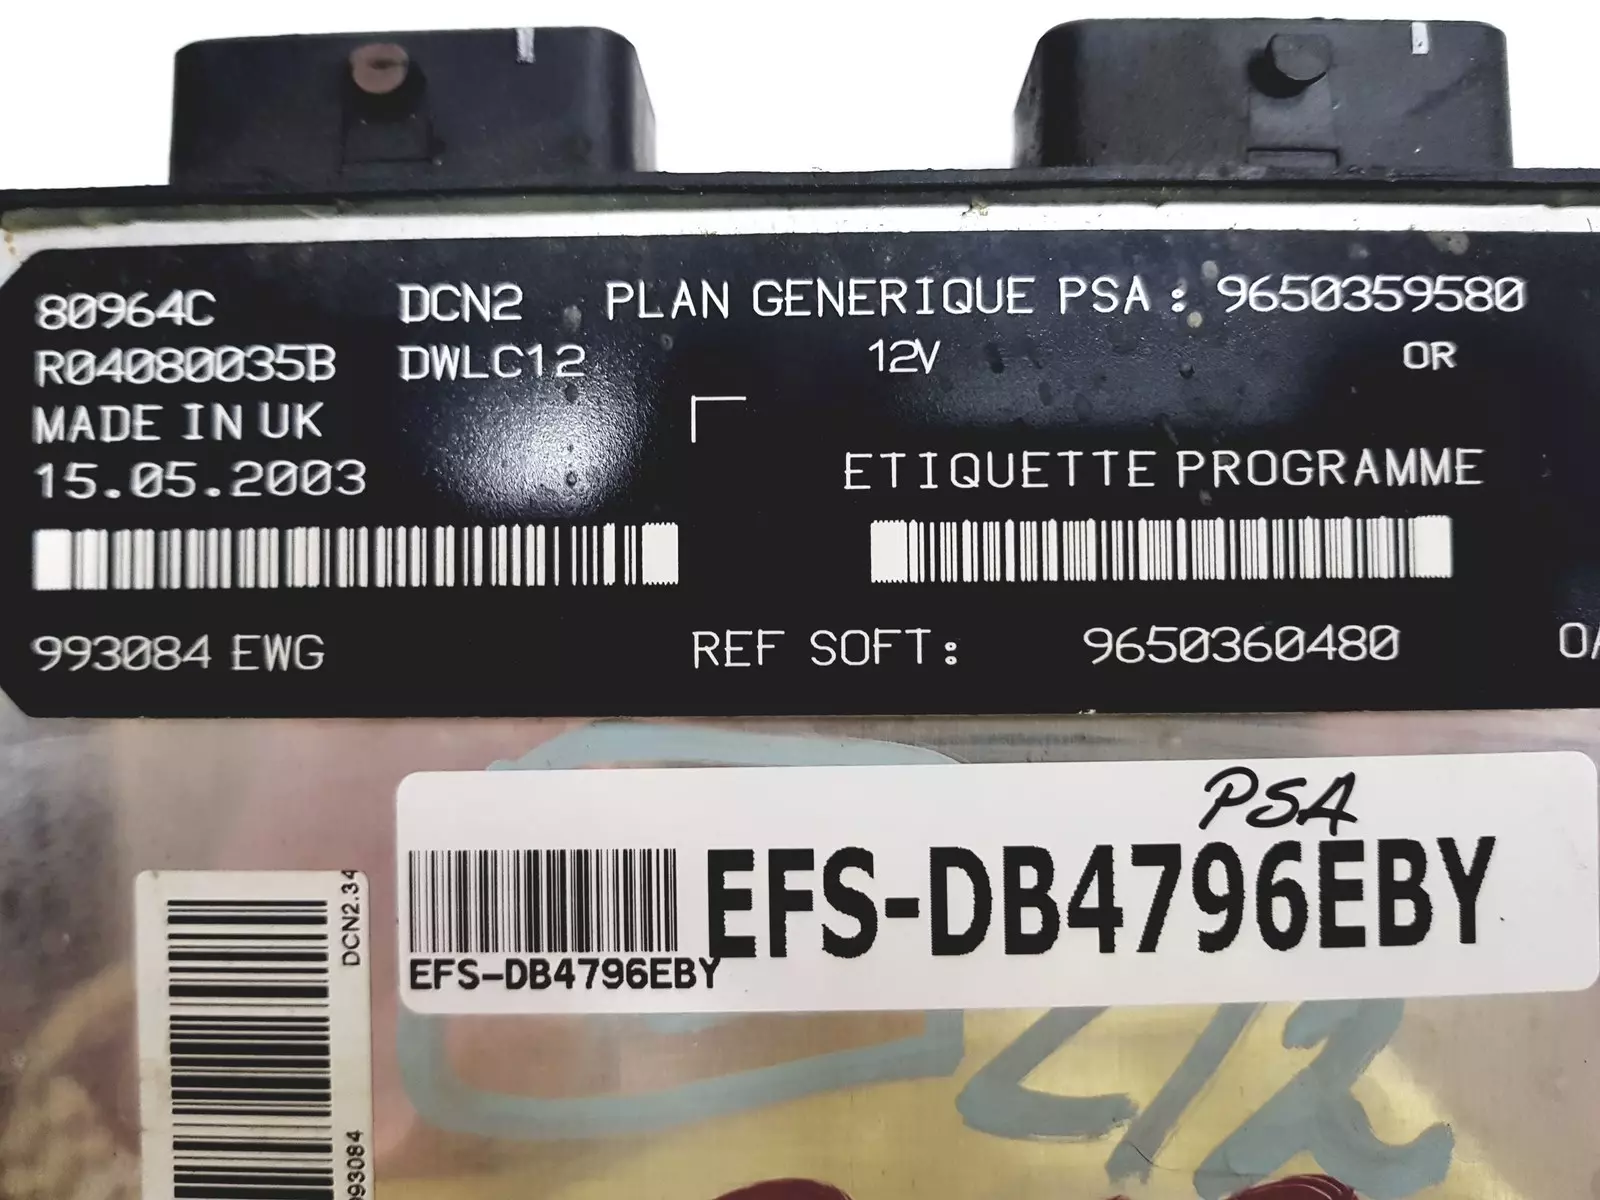 80964C DCN2 PLAN GENERIQUE PSA : 9650359580
R04080035B DWLC12 12V OR
MADE IN UK
15.05.2003
ETIQUETTE PROGRAMME
993084 EWG REF SOFT: 9650360480
PSA
EFS-DB4796EBY
EFS-DB4796EBY
DCN2.34
993084